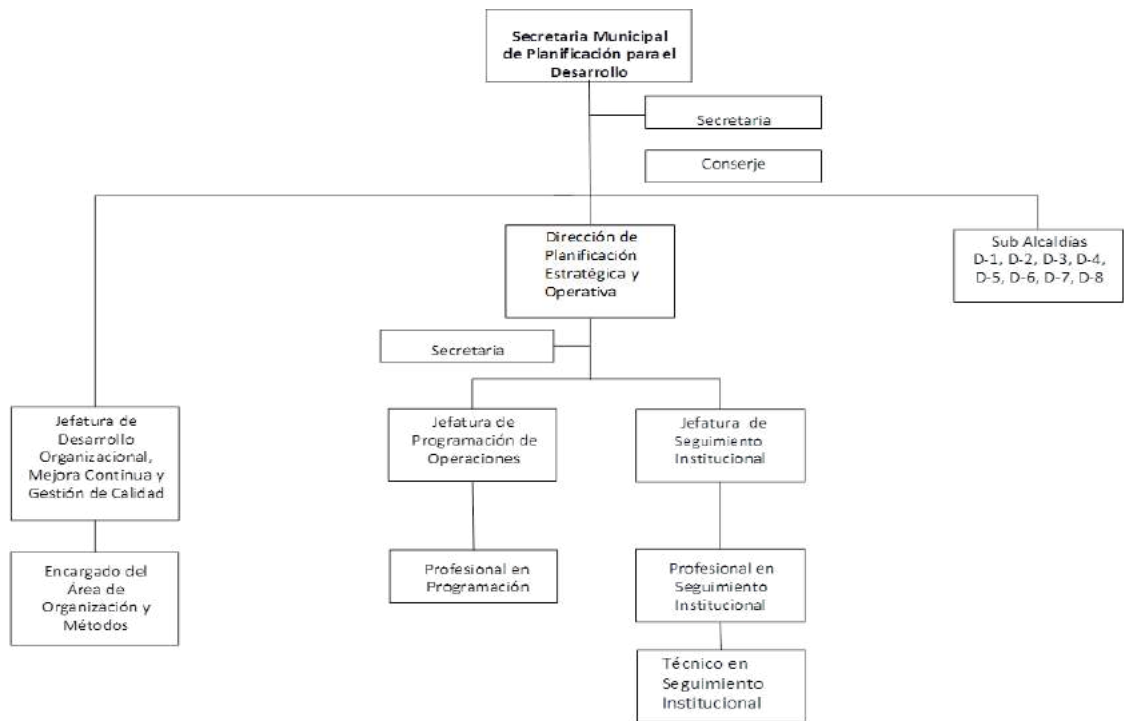 Secretaria Municipal
de Planificación para el
Desarrollo
Secretaria
Conserje
Dirección de
Planificación
Estratégica y
Operativa
Sub Alcaldías
D-1, D-2, D-3, D-4,
D-5, D-6, D-7, D-8
Secretaria
Jefatura de
Desarrollo
Organizacional,
Mejora Continua y
Gestión de Calidad
Jefatura de
Programación de
Operaciones
Jefatura de
Seguimiento
Institucional
Encargado del
Área de
Organización y
Métodos
Profesional en
Programación
Profesional en
Seguimiento
Institucional
Técnico en
Seguimiento
Institucional